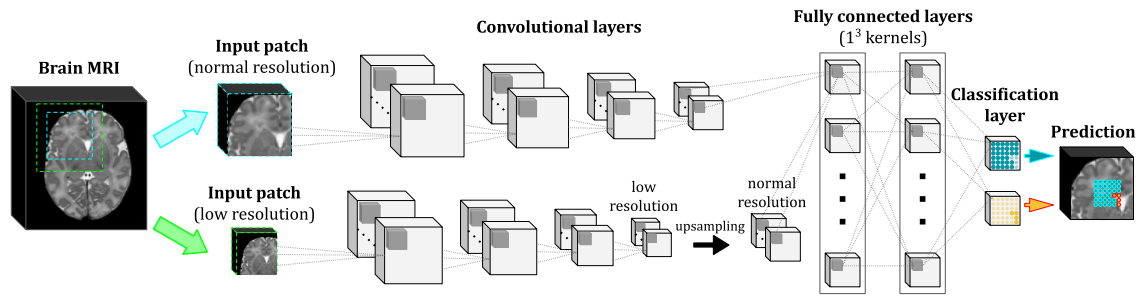 Brain MRI
Input patch
(normal resolution)
Convolutional layers
Fully connected layers
(1³ kernels)
Classification
layer
Prediction
Input patch
(low resolution)
low
resolution
upsampling
normal
resolution